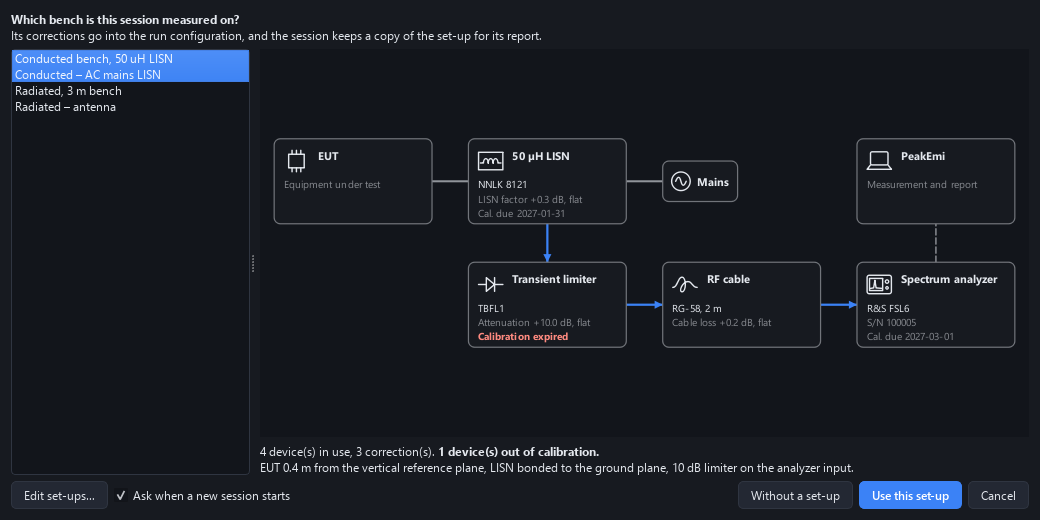 Which bench is this session measured on?
Its corrections go into the run configuration, and the session keeps a copy of the set-up for its report.
Conducted bench, 50 uH LISN
Conducted – AC mains LISN
Radiated, 3 m bench
Radiated – antenna
EUT
Equipment under test
50 µH LISN
NNLK 8121
LISN factor +0.3 dB, flat
Cal. due 2027-01-31
Mains
PeakEmi
Measurement and report
Transient limiter
TBFL1
Attenuation +10.0 dB, flat
Calibration expired
RF cable
RG-58, 2 m
Cable loss +0.2 dB, flat
Spectrum analyzer
R&S FSL6
S/N 100005
Cal. due 2027-03-01
4 device(s) in use, 3 correction(s). 1 device(s) out of calibration.
EUT 0.4 m from the vertical reference plane, LISN bonded to the ground plane, 10 dB limiter on the analyzer input.
Edit set-ups...
Ask when a new session starts
Without a set-up
Use this set-up
Cancel